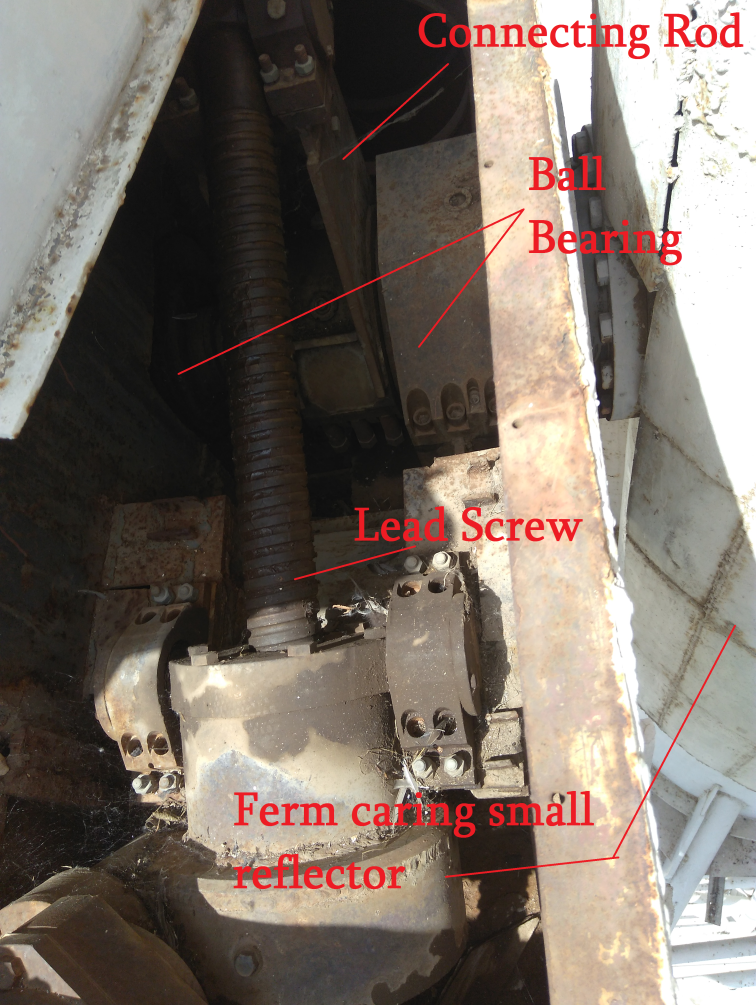 Connecting Rod
Ball
Bearing
Lead Screw
Ferm caring small
reflector